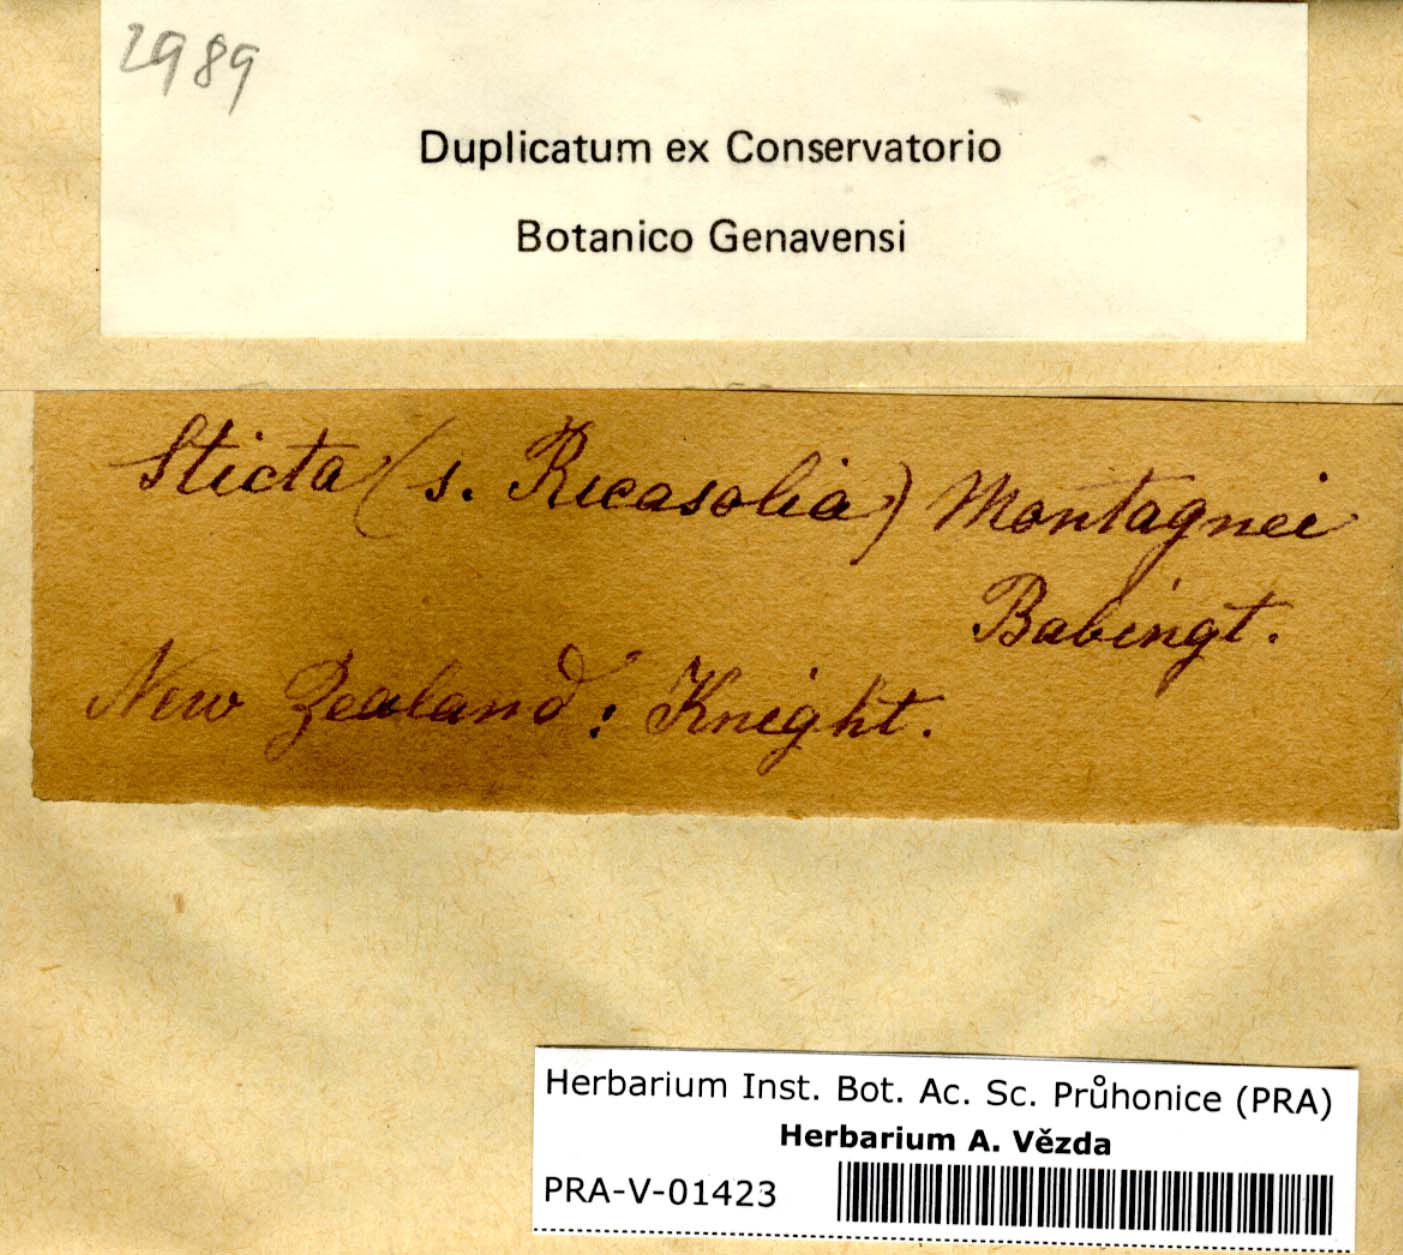 2989
Duplicatum ex Conservatorio
Botanico Genavensi
Sticta (s. Ricasolia) Montagnei
Babingt.
New Zealand: Knight.
Herbarium Inst. Bot. Ac. Sc. Průhonice (PRA)
Herbarium A. Vězda
PRA-V-01423